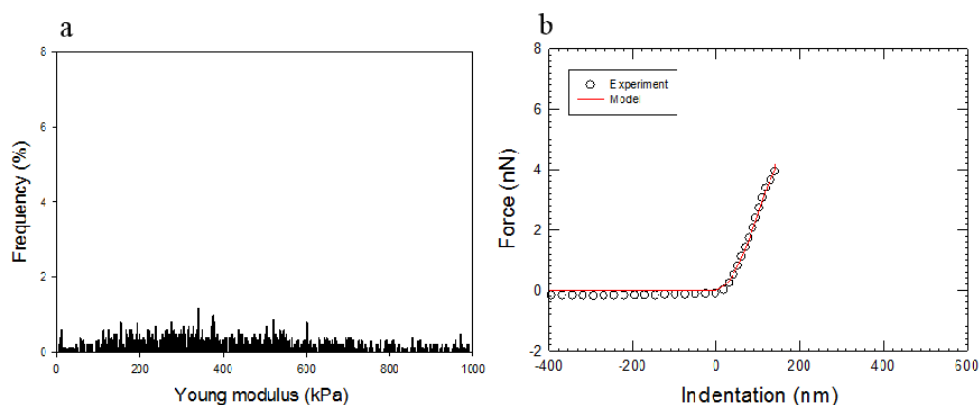 a
8
6
4
2
0
Frequency (%)
0 200 400 600 800 1000
Young modulus (kPa)
b
8
6
4
2
0
-2
Force (nN)
Experiment
Model
-400 -200 0 200 400 600
Indentation (nm)